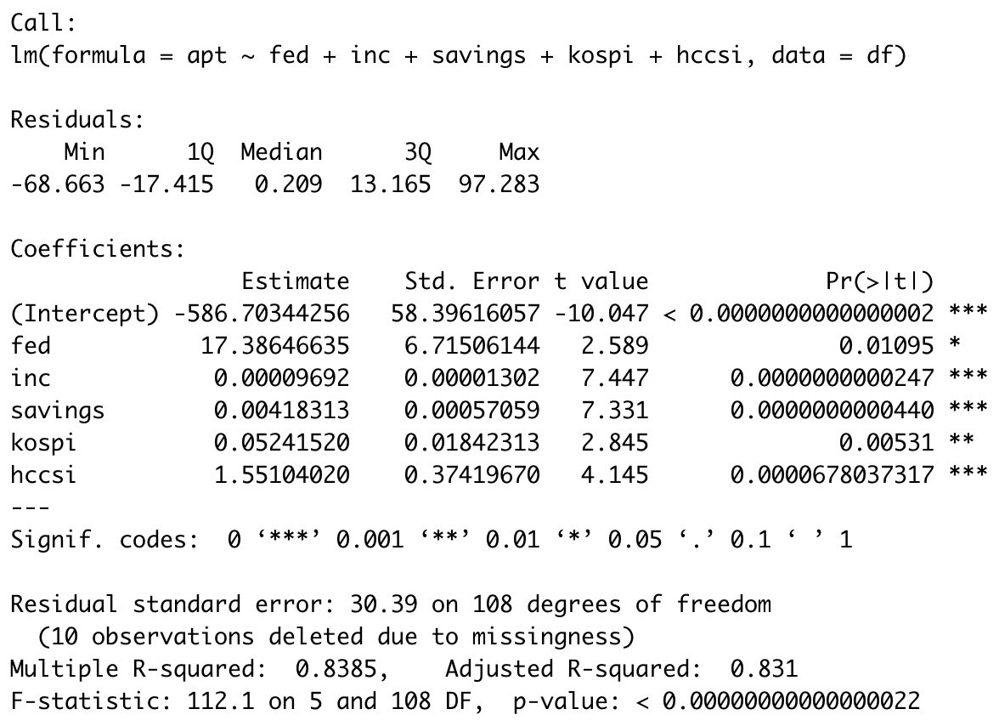 Call:
lm(formula = apt ~ fed + inc + savings + kospi + hccsi, data = df)
Residuals:
    Min      1Q  Median      3Q     Max
-68.663 -17.415   0.209  13.165  97.283
Coefficients:
                 Estimate    Std. Error t value             Pr(>|t|)
(Intercept) -586.70344256   58.39616057 -10.047 < 0.0000000000000002 ***
fed           17.38646635    6.71506144   2.589              0.01095 *
inc            0.00009692    0.00001302   7.447      0.0000000000247 ***
savings        0.00418313    0.00057059   7.331      0.0000000000440 ***
kospi          0.05241520    0.01842313   2.845              0.00531 **
hccsi          1.55104020    0.37419670   4.145      0.0000678037317 ***
---
Signif. codes:  0 ‘***’ 0.001 ‘**’ 0.01 ‘*’ 0.05 ‘.’ 0.1 ‘ ’ 1
Residual standard error: 30.39 on 108 degrees of freedom
  (10 observations deleted due to missingness)
Multiple R-squared:  0.8385,    Adjusted R-squared:  0.831
F-statistic: 112.1 on 5 and 108 DF,  p-value: < 0.00000000000000022